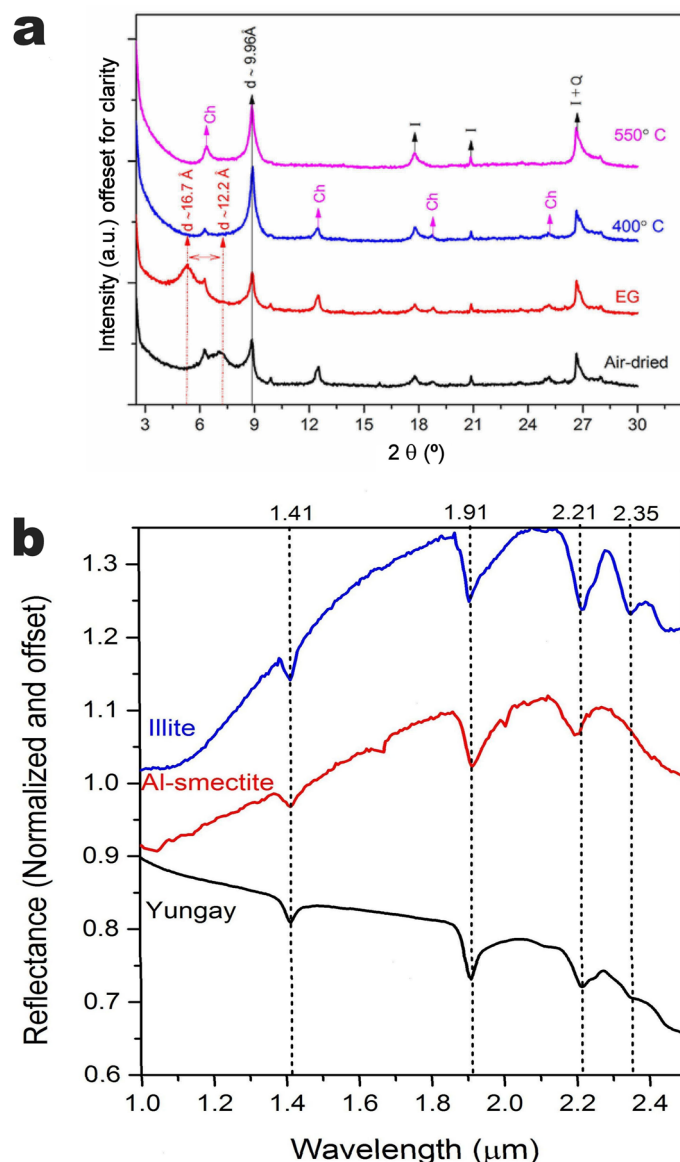 a
Intensity (a.u.) offeset for clarity
d ~ 9.96Å
Ch
I
I
I + Q
550° C
d ~16.7 Å
d ~12.2 Å
Ch
Ch
Ch
400° C
EG
Air-dried
3 6 9 12 15 18 21 24 27 30
2 θ (º)
b
1.41 1.91 2.21 2.35
Reflectance (Normalized and offset)
1.3
1.2
1.1
1.0
0.9
0.8
0.7
0.6
Illite
Al-smectite
Yungay
1.0 1.2 1.4 1.6 1.8 2.0 2.2 2.4
Wavelength (μm)